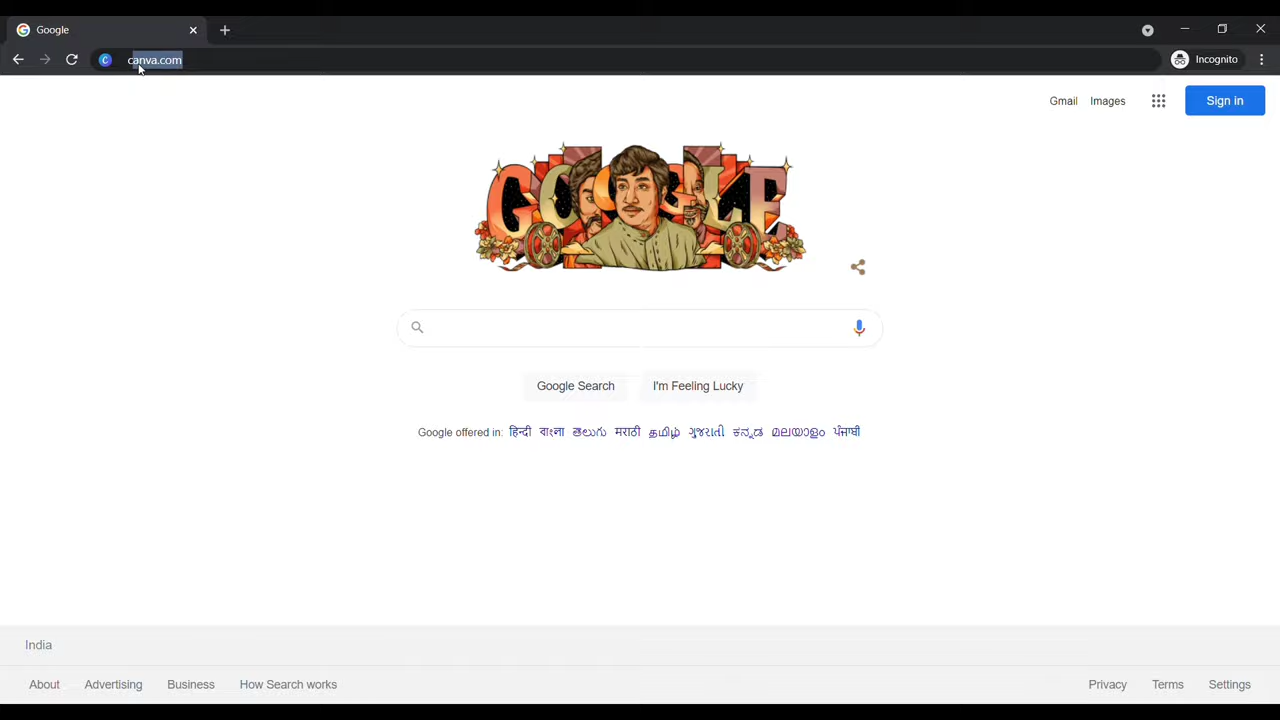 Google
canva.com
Incognito
Gmail Images
Sign in
GOOGLE
Google Search I'm Feeling Lucky
Google offered in: हिन्दी বাংলা తెలుగు मराठी தமிழ் ગુજરાતી ಕನ್ನಡ മലയാളം ਪੰਜਾਬੀ
India
About Advertising Business How Search works Privacy Terms Settings